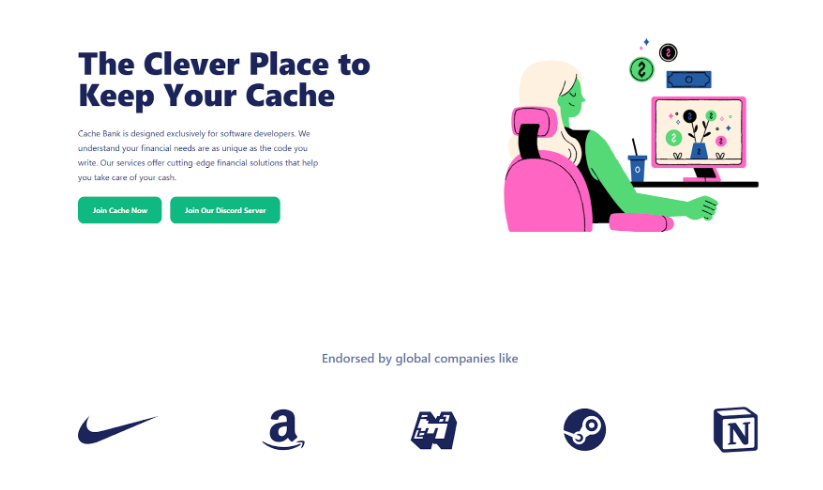 The Clever Place to
Keep Your Cache
Cache Bank is designed exclusively for software developers. We
understand your financial needs are as unique as the code you
write. Our services offer cutting-edge financial solutions that help
you take care of your cash.
Join Cache Now
Join Our Discord Server
Endorsed by global companies like
a
N